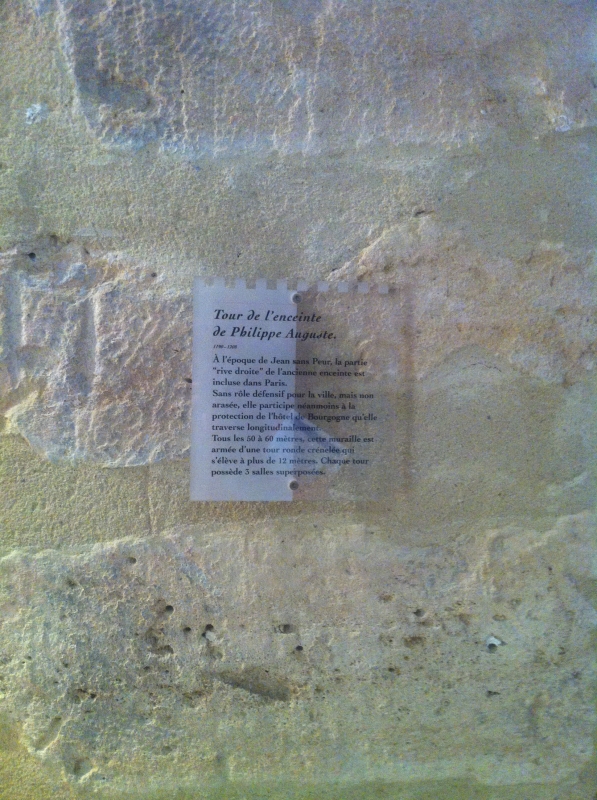 Tour de l'enceinte
de Philippe Auguste.
À l'époque de Jean sans Peur, la partie
"rive droite" de l'ancienne enceinte est
incluse dans Paris.
Sans rôle défensif pour la ville, mais non
arasée, elle participe néanmoins à la
protection de l'hôtel de Bourgogne qu'elle
traverse longitudinalement.
Tous les 50 à 60 mètres, cette muraille est
armée d'une tour ronde crénelée qui
s'élève à plus de 12 mètres. Chaque tour
possède 3 salles superposées.